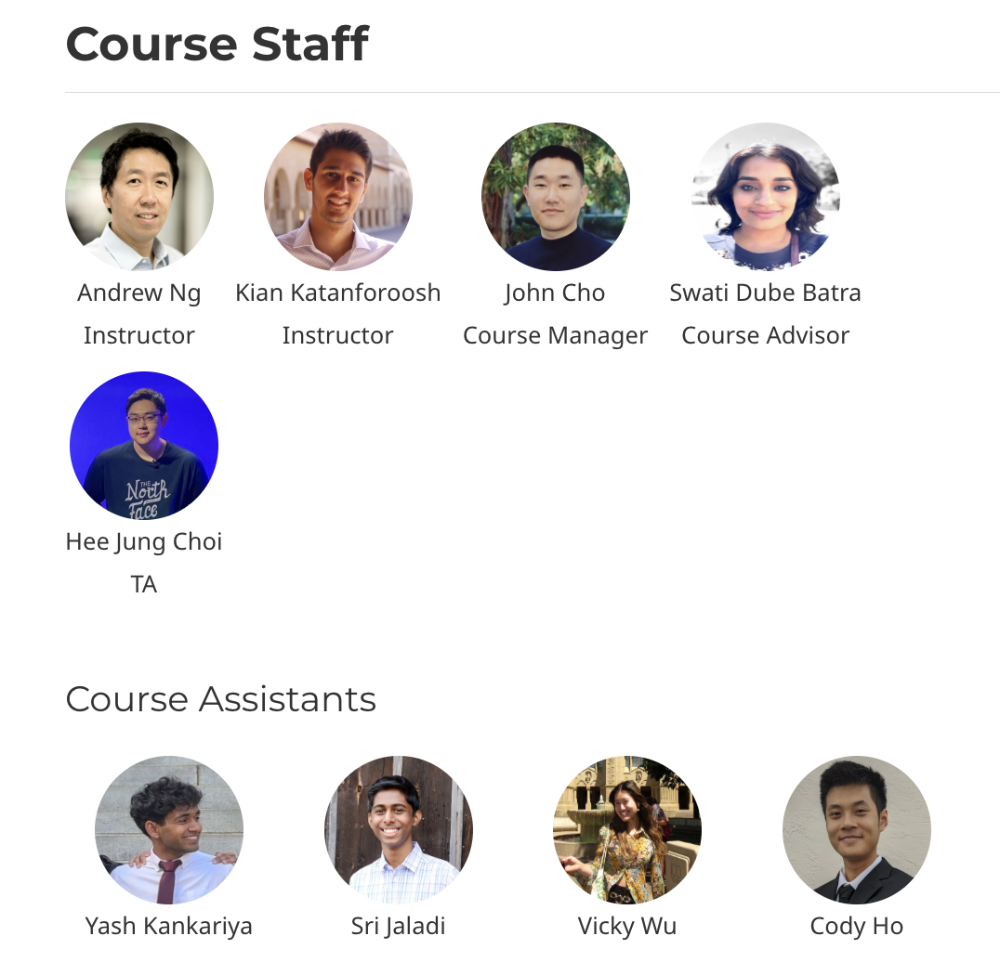 Course Staff
Andrew Ng
Instructor
Kian Katanforoosh
Instructor
John Cho
Course Manager
Swati Dube Batra
Course Advisor
THE
North
Face
Hee Jung Choi
TA
Course Assistants
Yash Kankariya
Sri Jaladi
Vicky Wu
Cody Ho